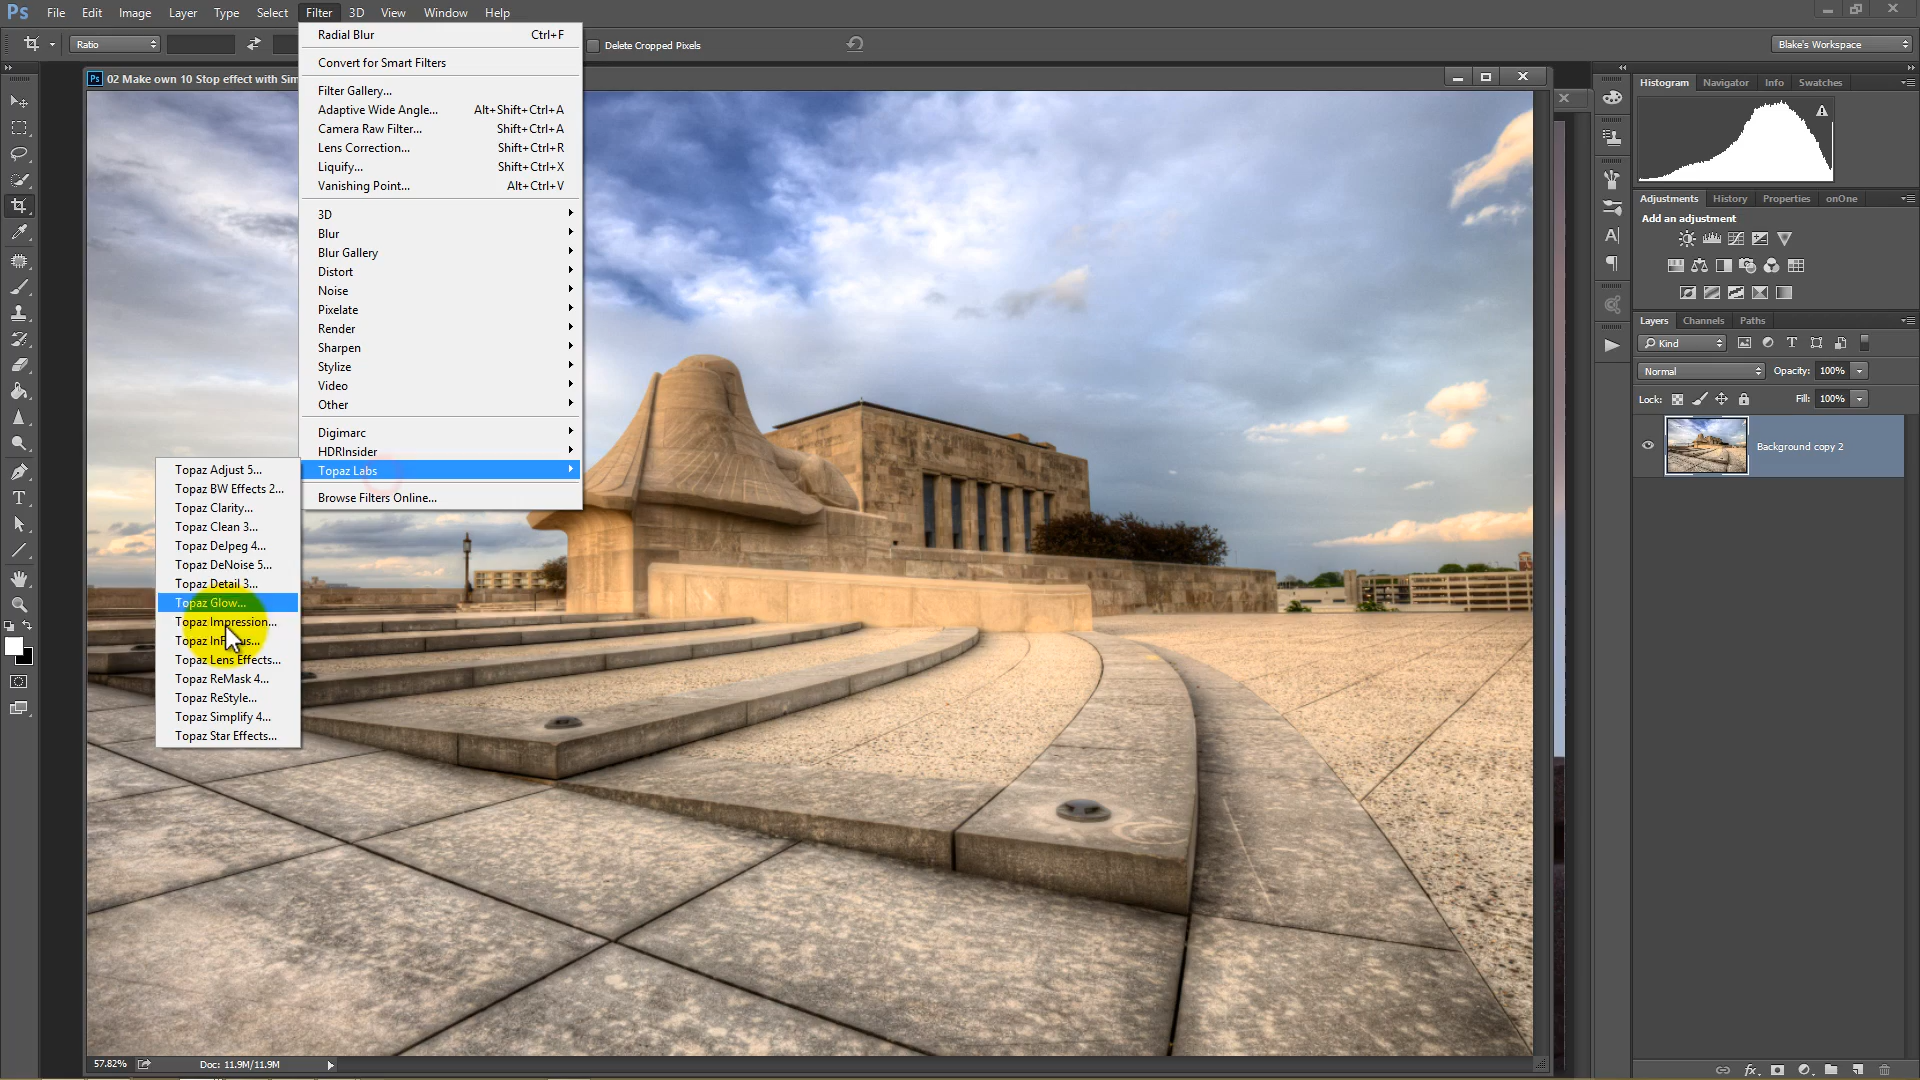 Ps File Edit Image Layer Type Select Filter 3D View Window Help
Ratio
Delete Cropped Pixels
Blake's Workspace
Ps 02 Make own 10 Stop effect with Sim
Radial Blur Ctrl+F
Convert for Smart Filters
Filter Gallery...
Adaptive Wide Angle... Alt+Shift+Ctrl+A
Camera Raw Filter... Shift+Ctrl+A
Lens Correction... Shift+Ctrl+R
Liquify... Shift+Ctrl+X
Vanishing Point... Alt+Ctrl+V
3D
Blur
Blur Gallery
Distort
Noise
Pixelate
Render
Sharpen
Stylize
Video
Other
Digimarc
HDRInsider
Topaz Labs
Browse Filters Online...
Topaz Adjust 5...
Topaz BW Effects 2...
Topaz Clarity...
Topaz Clean 3...
Topaz DeJpeg 4...
Topaz DeNoise 5...
Topaz Detail 3...
Topaz Glow...
Topaz Impression...
Topaz InFocus...
Topaz Lens Effects...
Topaz ReMask 4...
Topaz ReStyle...
Topaz Simplify 4...
Topaz Star Effects...
Histogram Navigator Info Swatches
Adjustments History Properties onOne
Add an adjustment
Layers Channels Paths
Kind
Normal Opacity: 100%
Lock: Fill: 100%
Background copy 2
57.82% Doc: 11.9M/11.9M